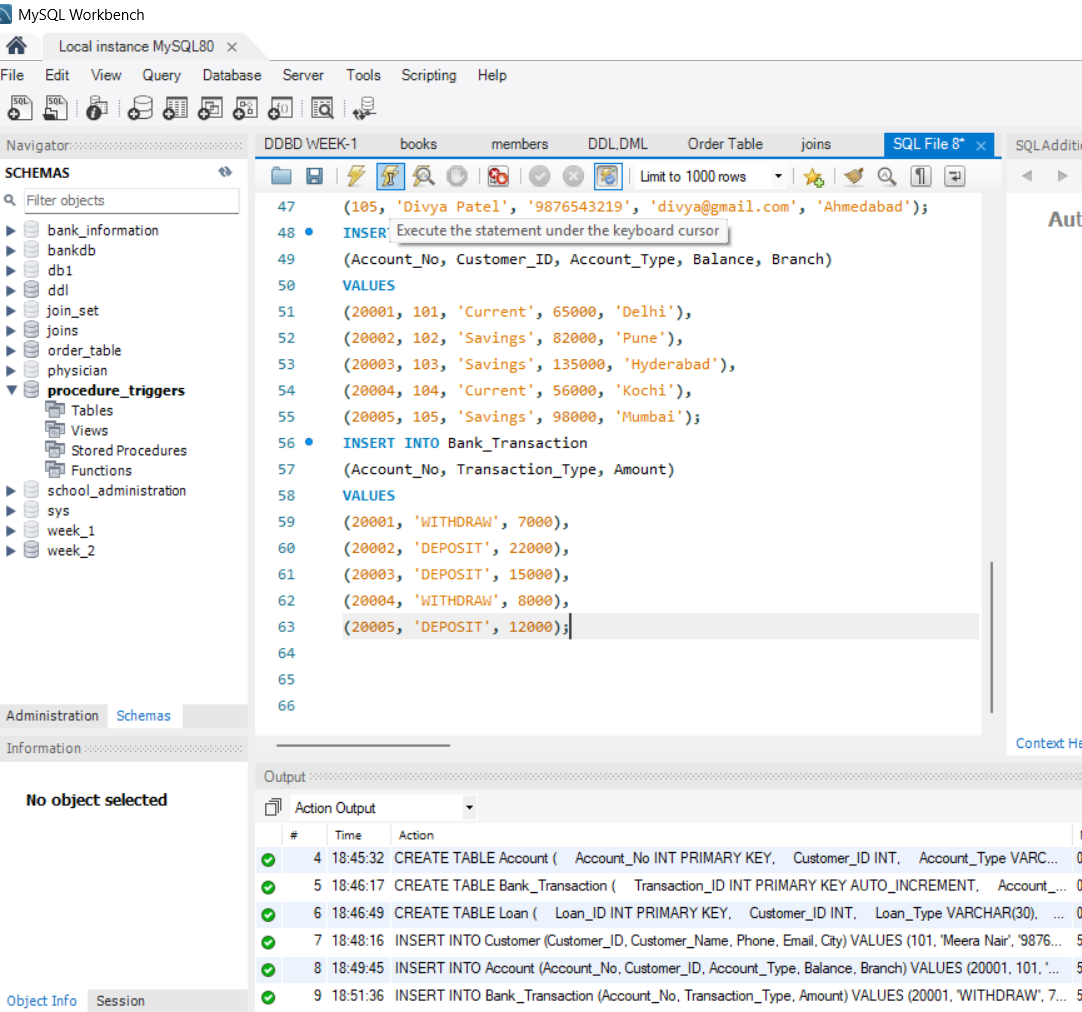 MySQL Workbench
Local instance MySQL80
File Edit View Query Database Server Tools Scripting Help
Navigator
SCHEMAS
Filter objects
bank_information
bankdb
db1
ddl
join_set
joins
order_table
physician
procedure_triggers
Tables
Views
Stored Procedures
Functions
school_administration
sys
week_1
week_2
Administration Schemas
Information
No object selected
Object Info Session
DDBD WEEK-1 books members DDL,DML Order Table joins SQL File 8*
Limit to 1000 rows
47 (105, 'Divya Patel', '9876543219', 'divya@gmail.com', 'Ahmedabad');
48 INSER
Execute the statement under the keyboard cursor
49 (Account_No, Customer_ID, Account_Type, Balance, Branch)
50 VALUES
51 (20001, 101, 'Current', 65000, 'Delhi'),
52 (20002, 102, 'Savings', 82000, 'Pune'),
53 (20003, 103, 'Savings', 135000, 'Hyderabad'),
54 (20004, 104, 'Current', 56000, 'Kochi'),
55 (20005, 105, 'Savings', 98000, 'Mumbai');
56 INSERT INTO Bank_Transaction
57 (Account_No, Transaction_Type, Amount)
58 VALUES
59 (20001, 'WITHDRAW', 7000),
60 (20002, 'DEPOSIT', 22000),
61 (20003, 'DEPOSIT', 15000),
62 (20004, 'WITHDRAW', 8000),
63 (20005, 'DEPOSIT', 12000);
64
65
66
SQLAdditi
Aut
Context He
Output
Action Output
# Time Action
4 18:45:32 CREATE TABLE Account ( Account_No INT PRIMARY KEY, Customer_ID INT, Account_Type VARC... 0
5 18:46:17 CREATE TABLE Bank_Transaction ( Transaction_ID INT PRIMARY KEY AUTO_INCREMENT, Account_... 0
6 18:46:49 CREATE TABLE Loan ( Loan_ID INT PRIMARY KEY, Customer_ID INT, Loan_Type VARCHAR(30), ... 0
7 18:48:16 INSERT INTO Customer (Customer_ID, Customer_Name, Phone, Email, City) VALUES (101, 'Meera Nair', '9876... 5
8 18:49:45 INSERT INTO Account (Account_No, Customer_ID, Account_Type, Balance, Branch) VALUES (20001, 101, '... 5
9 18:51:36 INSERT INTO Bank_Transaction (Account_No, Transaction_Type, Amount) VALUES (20001, 'WITHDRAW', 7... 5